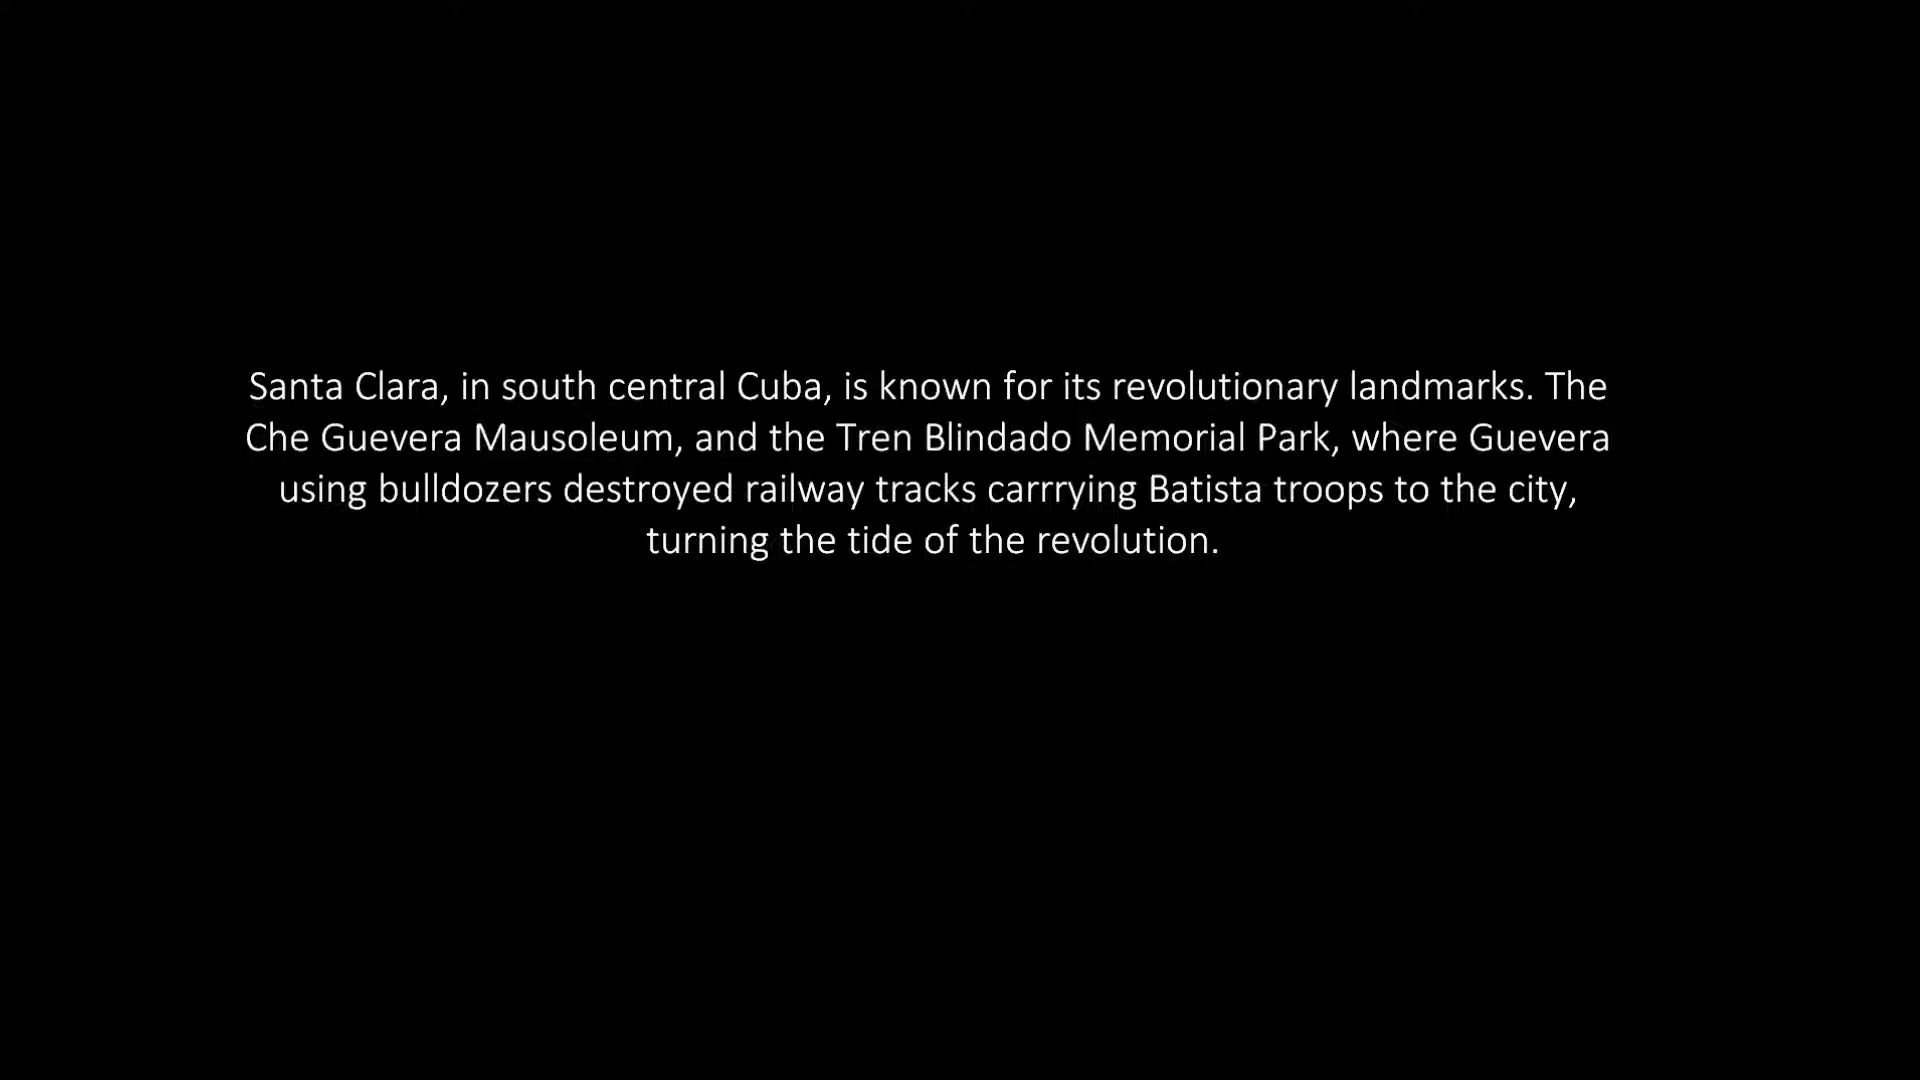 Santa Clara, in south central Cuba, is known for its revolutionary landmarks. The
Che Guevera Mausoleum, and the Tren Blindado Memorial Park, where Guevera
using bulldozers destroyed railway tracks carrrying Batista troops to the city,
turning the tide of the revolution.